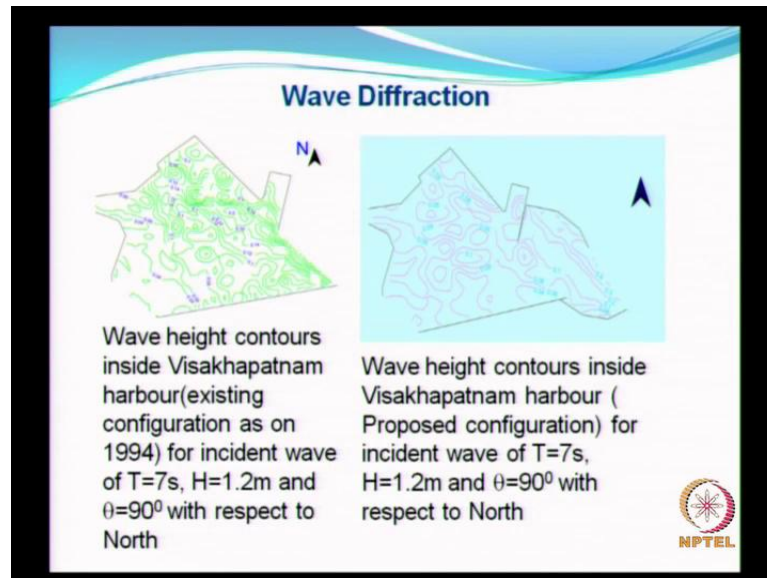 Wave Diffraction
N
Wave height contours
inside Visakhapatnam
harbour(existing
configuration as on
1994) for incident wave
of T=7s, H=1.2m and
θ=90⁰ with respect to
North
Wave height contours inside
Visakhapatnam harbour (
Proposed configuration) for
incident wave of T=7s,
H=1.2m and θ=90⁰ with
respect to North
NPTEL